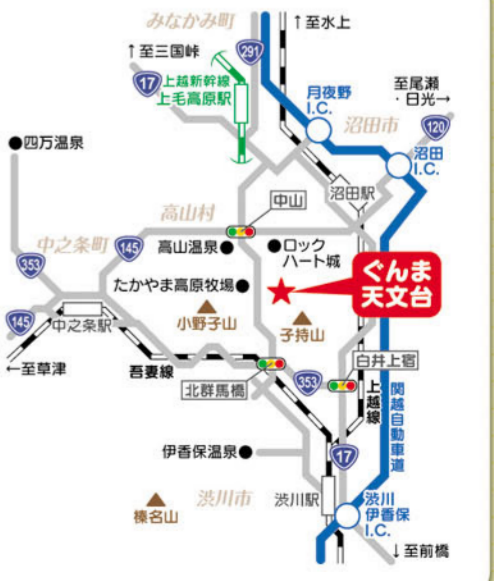 みなかみ町
↑至水上
291
↑至三国峠
17
上越新幹線
上毛高原駅
月夜野
I.C.
至尾瀬
・日光→
沼田市
120
四万温泉
沼田
I.C.
沼田駅
中山
高山村
中之条町
145
高山温泉
ロック
ハート城
353
たかやま高原牧場
ぐんま
天文台
145
中之条駅
小野子山
子持山
←至草津
吾妻線
北群馬橋
353
白井上宿
上越線
関越自動車道
伊香保温泉
17
渋川市
渋川駅
榛名山
渋川
伊香保
I.C.
↓至前橋